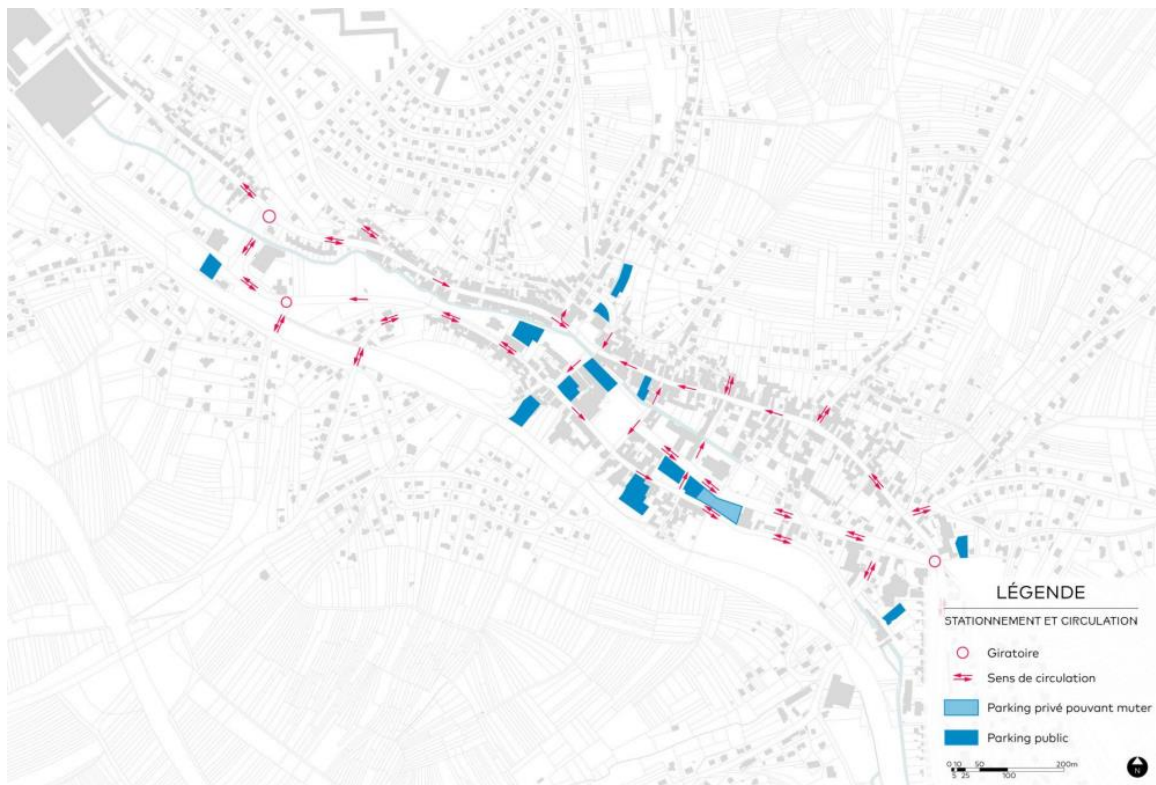 LÉGENDE
STATIONNEMENT ET CIRCULATION
Giratoire
Sens de circulation
Parking privé pouvant muter
Parking public
0 10 50 200m
5 25 100
N